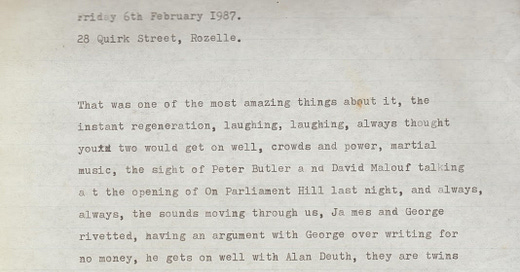 Friday 6th February 1987.
28 Quirk Street, Rozelle.
That was one of the most amazing things about it, the
instant regeneration, laughing, laughing, always thought
you two would get on well, crowds and power, martial
music, the sight of Peter Butler a nd David Malouf talking
a t the opening of On Parliament Hill last night, and always,
always, the sounds moving through us, Ja mes and George
rivetted, having an argument with George over writing for
no money, he gets on well with Alan Deuth, they are twins